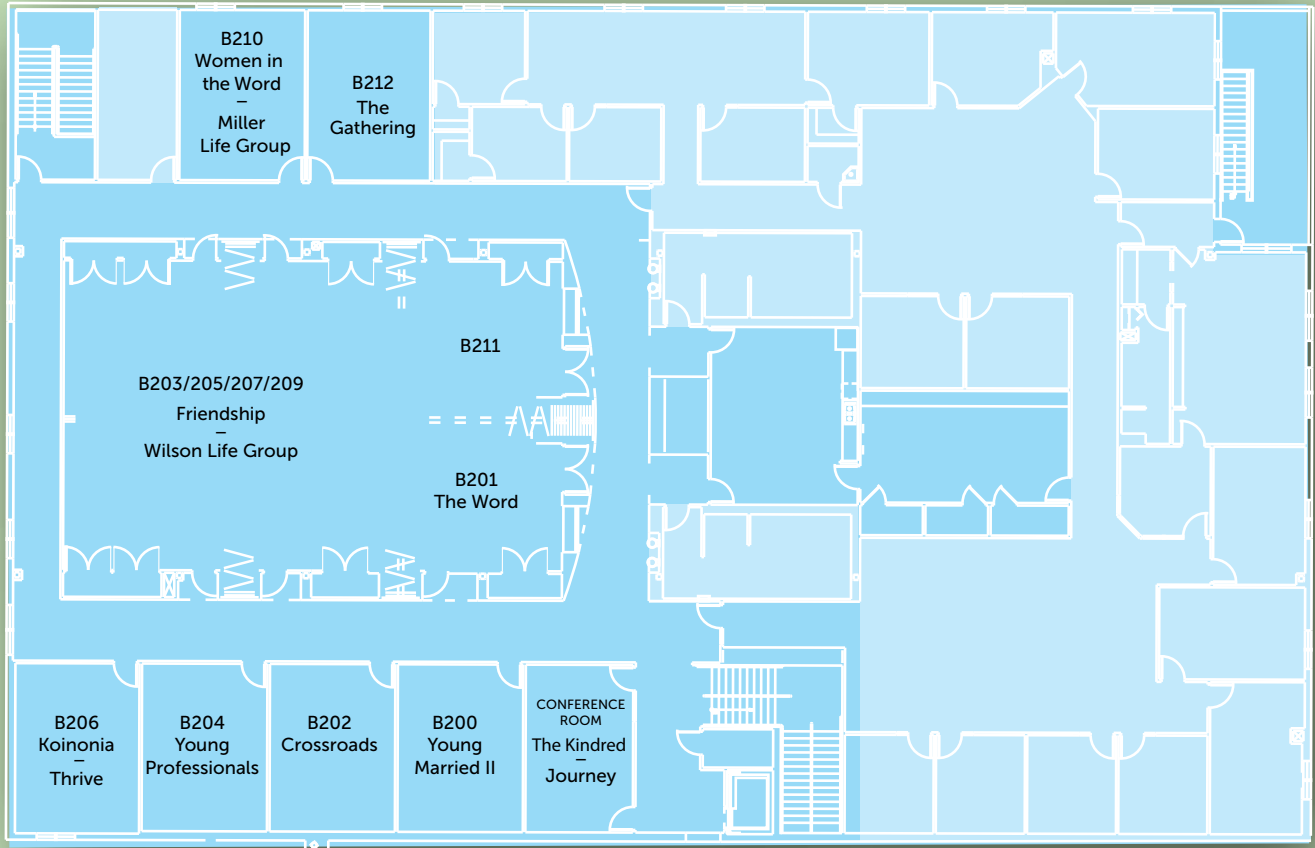 B210
Women in
the Word
–
Miller
Life Group
B212
The
Gathering
B211
B203/205/207/209
Friendship
–
Wilson Life Group
B201
The Word
B206
Koinonia
–
Thrive
B204
Young
Professionals
B202
Crossroads
B200
Young
Married II
CONFERENCE
ROOM
The Kindred
–
Journey